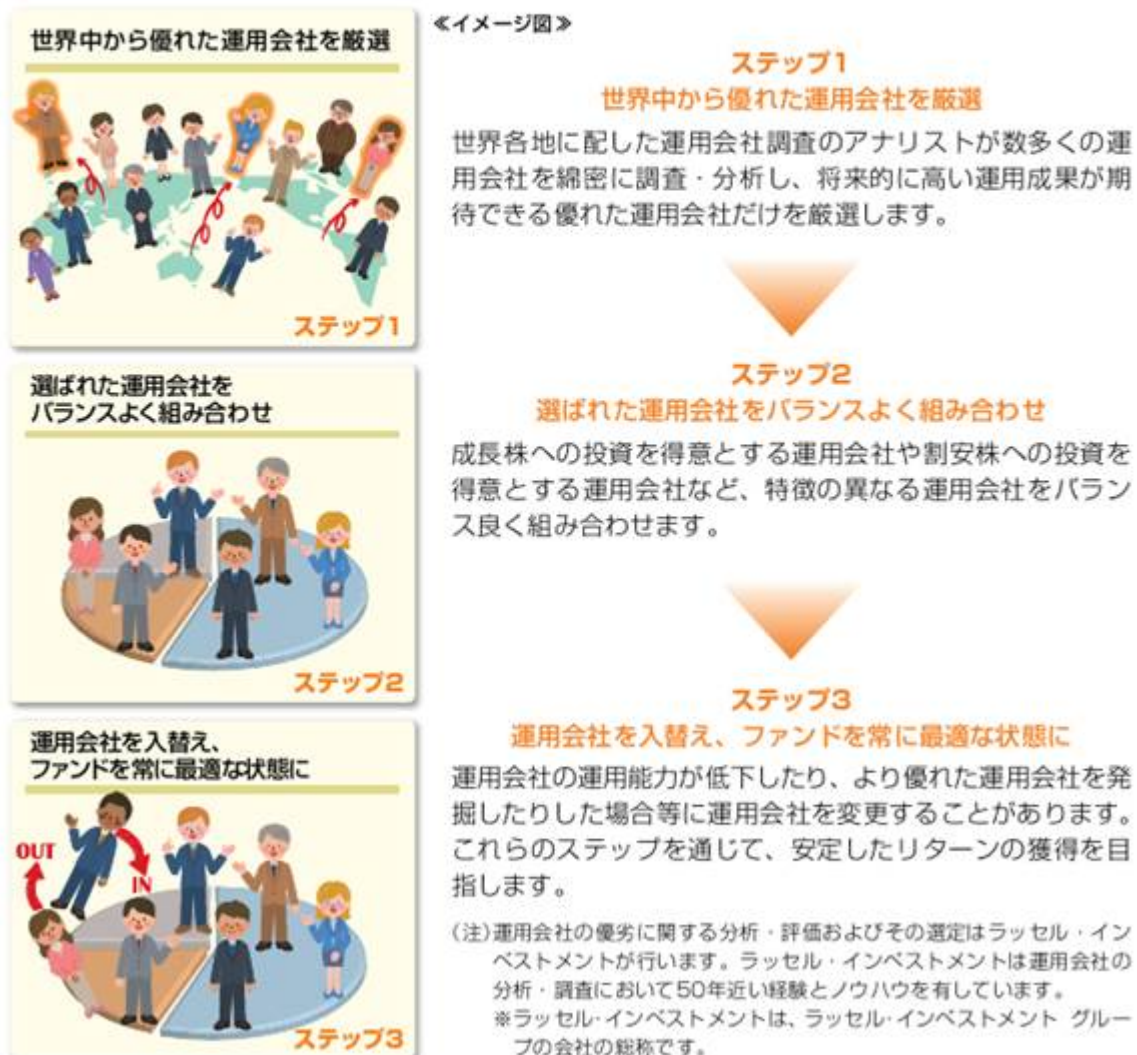 世界中から優れた運用会社を厳選
ステップ1
選ばれた運用会社を
バランスよく組み合わせ
ステップ2
運用会社を入替え、
ファンドを常に最適な状態に
OUT
IN
ステップ3
≪イメージ図≫
ステップ1
世界中から優れた運用会社を厳選
世界各地に配した運用会社調査のアナリストが数多くの運
用会社を綿密に調査・分析し、将来的に高い運用成果が期
待できる優れた運用会社だけを厳選します。
ステップ2
選ばれた運用会社をバランスよく組み合わせ
成長株への投資を得意とする運用会社や割安株への投資を
得意とする運用会社など、特徴の異なる運用会社をバラン
ス良く組み合わせます。
ステップ3
運用会社を入替え、ファンドを常に最適な状態に
運用会社の運用能力が低下したり、より優れた運用会社を発
掘したりした場合等に運用会社を変更することがあります。
これらのステップを通じて、安定したリターンの獲得を目
指します。
(注)運用会社の優劣に関する分析・評価およびその選定はラッセル・イン
ベストメントが行います。ラッセル・インベストメントは運用会社の
分析・調査において50年近い経験とノウハウを有しています。
※ラッセル・インベストメントは、ラッセル・インベストメント グルー
プの会社の総称です。